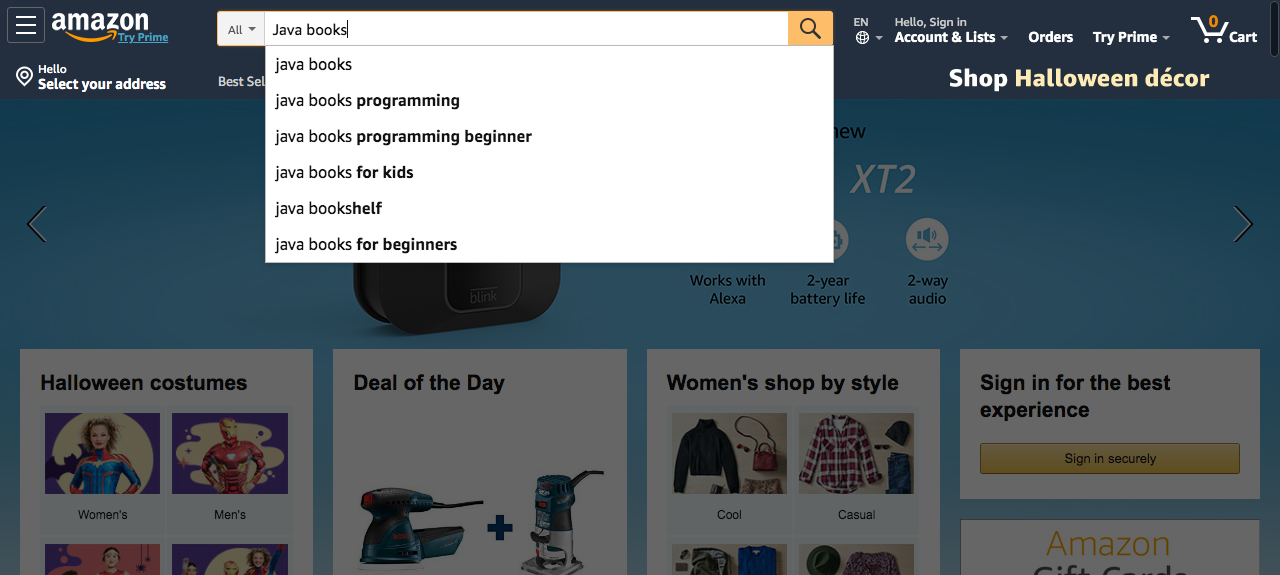 amazon
Try Prime
All
Java books
EN
Hello, Sign in
Account & Lists
Orders
Try Prime
0
Cart
Hello
Select your address
Best Sel
Shop Halloween décor
java books
java books programming
java books programming beginner
java books for kids
java bookshelf
java books for beginners
new
XT2
blink
Works with
Alexa
2-year
battery life
2-way
audio
Halloween costumes
Women's
Men's
Deal of the Day
Women's shop by style
Cool
Casual
Sign in for the best
experience
Sign in securely
Amazon
Gift Cards